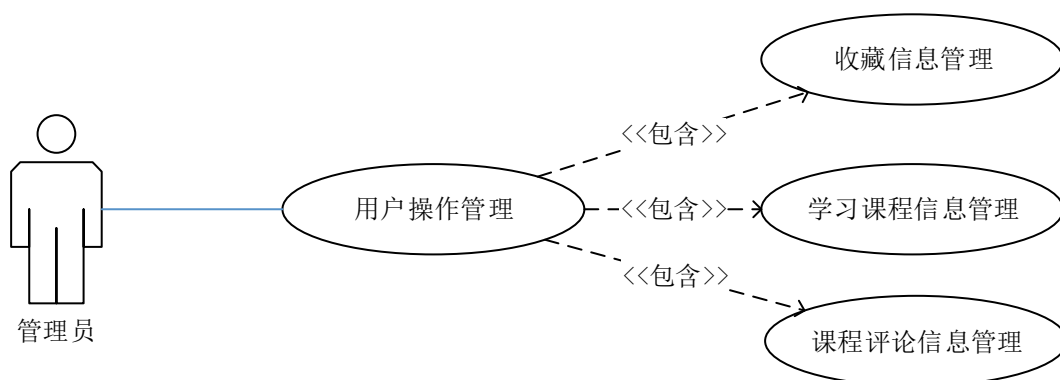 收藏信息管理
<<包含>>
用户操作管理
<<包含>>
学习课程信息管理
<<包含>>
管理员
课程评论信息管理